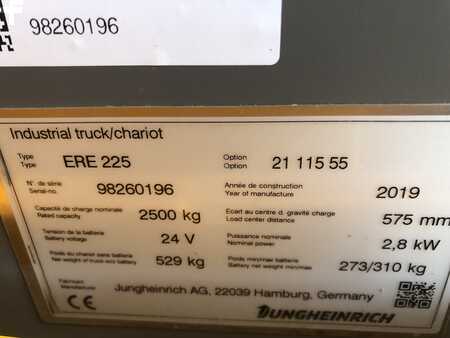 98260196
Industrial truck/chariot
Type
Type ERE 225 Option
Option 21 115 55
N°. de série
Serial-no. 98260196 Année de construction
Year of manufacture 2019
Capacité de charge nominale
Rated capacity 2500 kg Ecart au centre d. gravité charge
Load center distance 575 mm
Tension de la batterie
Battery voltage 24 V Puissance nominale
Nominal power 2,8 kW
Poids du chariot sans batterie
Net weight of truck w/o battery 529 kg Poids min/max batterie
Battery net weight min/max 273/310 kg
Fabricant
Manufacturer Jungheinrich AG, 22039 Hamburg, Germany
CE JUNGHEINRICH